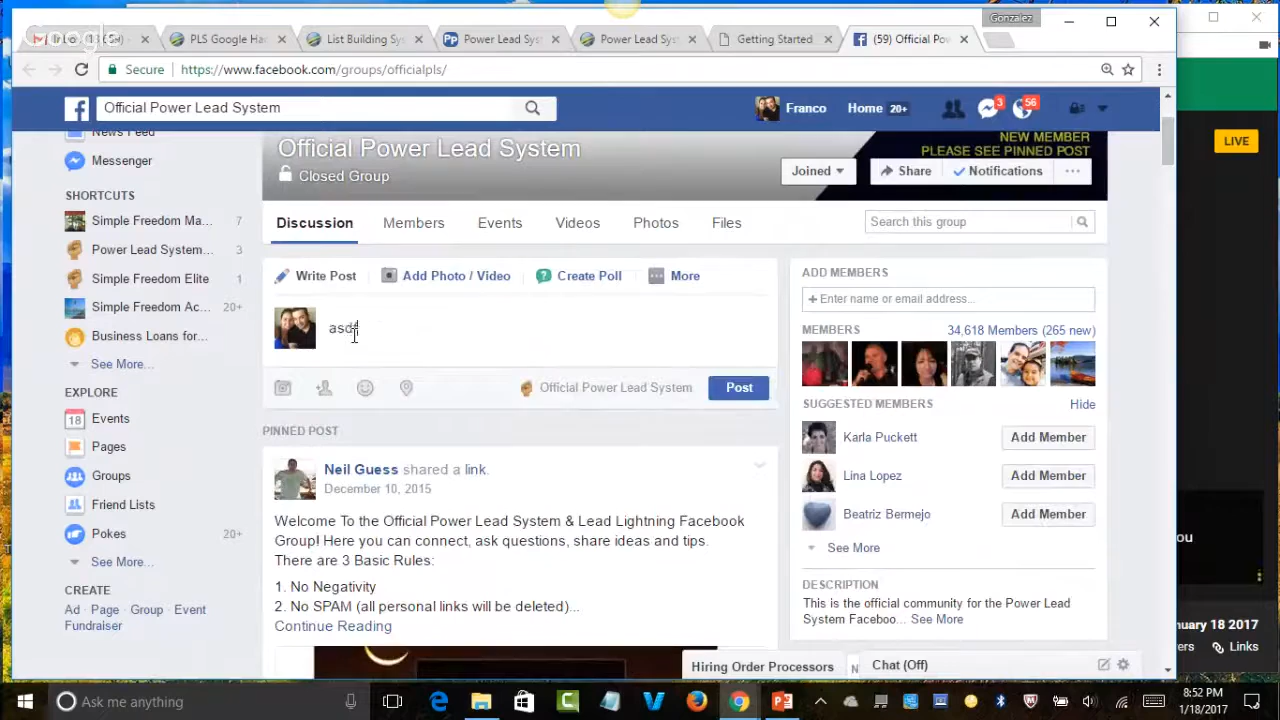 Gonzalez
PLS Google Ha
List Building Sy
Power Lead Sys
Power Lead Sys
Getting Started
(59) Official Po
Secure
https://www.facebook.com/groups/officialpls/
Official Power Lead System
Franco
Home 20+
3
56
News Feed
Messenger
SHORTCUTS
Simple Freedom Ma... 7
Power Lead System... 3
Simple Freedom Elite 1
Simple Freedom Ac... 20+
Business Loans for...
See More...
EXPLORE
18 Events
Pages
Groups
Friend Lists
Pokes 20+
See More...
CREATE
Ad · Page · Group · Event
Fundraiser
Official Power Lead System
Closed Group
NEW MEMBER
PLEASE SEE PINNED POST
Joined
Share
Notifications
Discussion
Members
Events
Videos
Photos
Files
Search this group
Write Post
Add Photo / Video
Create Poll
More
asdf
Official Power Lead System
Post
PINNED POST
Neil Guess shared a link.
December 10, 2015
Welcome To the Official Power Lead System & Lead Lightning Facebook
Group! Here you can connect, ask questions, share ideas and tips.
There are 3 Basic Rules:
1. No Negativity
2. No SPAM (all personal links will be deleted)...
Continue Reading
ADD MEMBERS
+ Enter name or email address...
MEMBERS
34,618 Members (265 new)
SUGGESTED MEMBERS
Hide
Karla Puckett
Add Member
Lina Lopez
Add Member
Beatriz Bermejo
Add Member
See More
DESCRIPTION
This is the official community for the Power Lead
System Faceboo... See More
Hiring Order Processors
N
Chat (Off)
LIVE
ou
nuary 18 2017
ers
Links
Ask me anything
8:52 PM
1/18/2017